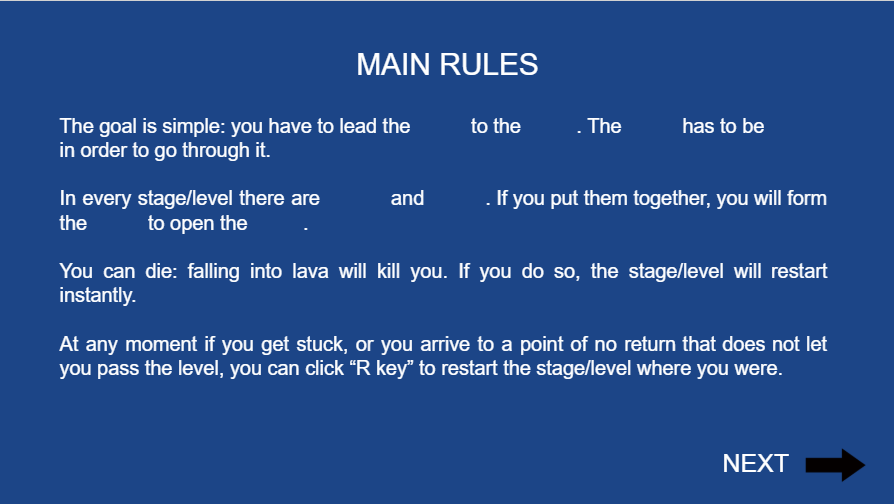 MAIN RULES
The goal is simple: you have to lead the to the . The has to be
in order to go through it.
In every stage/level there are and . If you put them together, you will form
the to open the .
You can die: falling into lava will kill you. If you do so, the stage/level will restart
instantly.
At any moment if you get stuck, or you arrive to a point of no return that does not let
you pass the level, you can click “R key” to restart the stage/level where you were.
NEXT